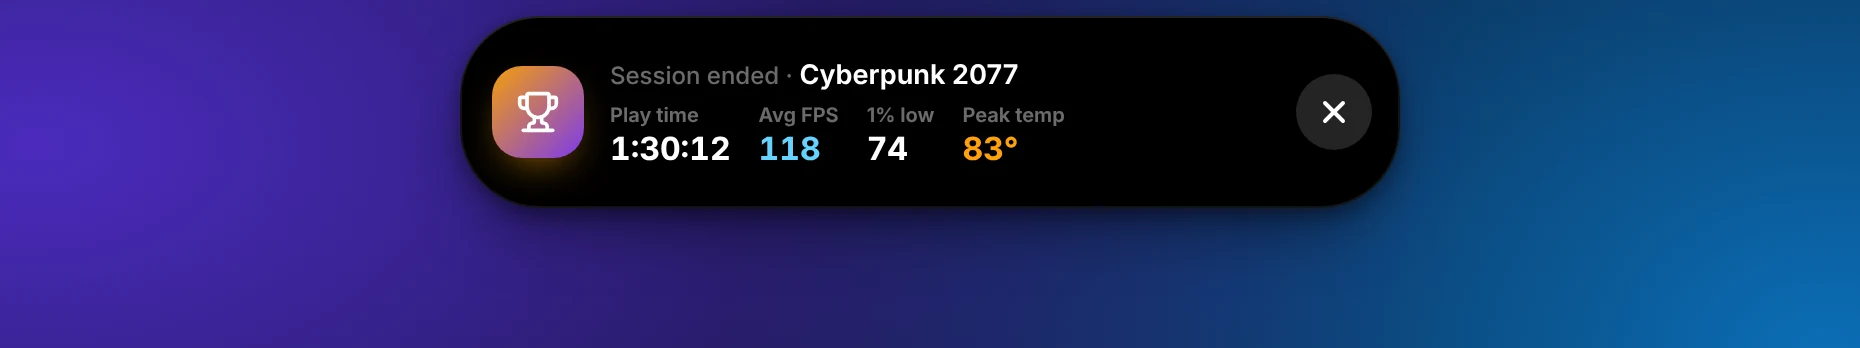 Session ended · Cyberpunk 2077
Play time Avg FPS 1% low Peak temp
1:30:12 118 74 83°